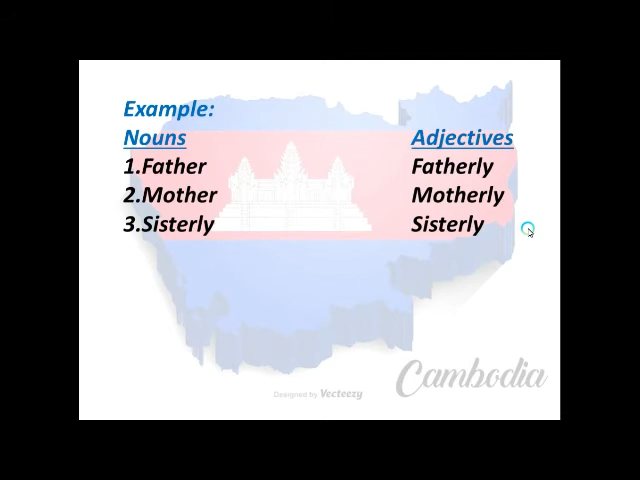 Example:
Nouns Adjectives
1.Father Fatherly
2.Mother Motherly
3.Sisterly Sisterly
Cambodia
Designed by Vecteezy